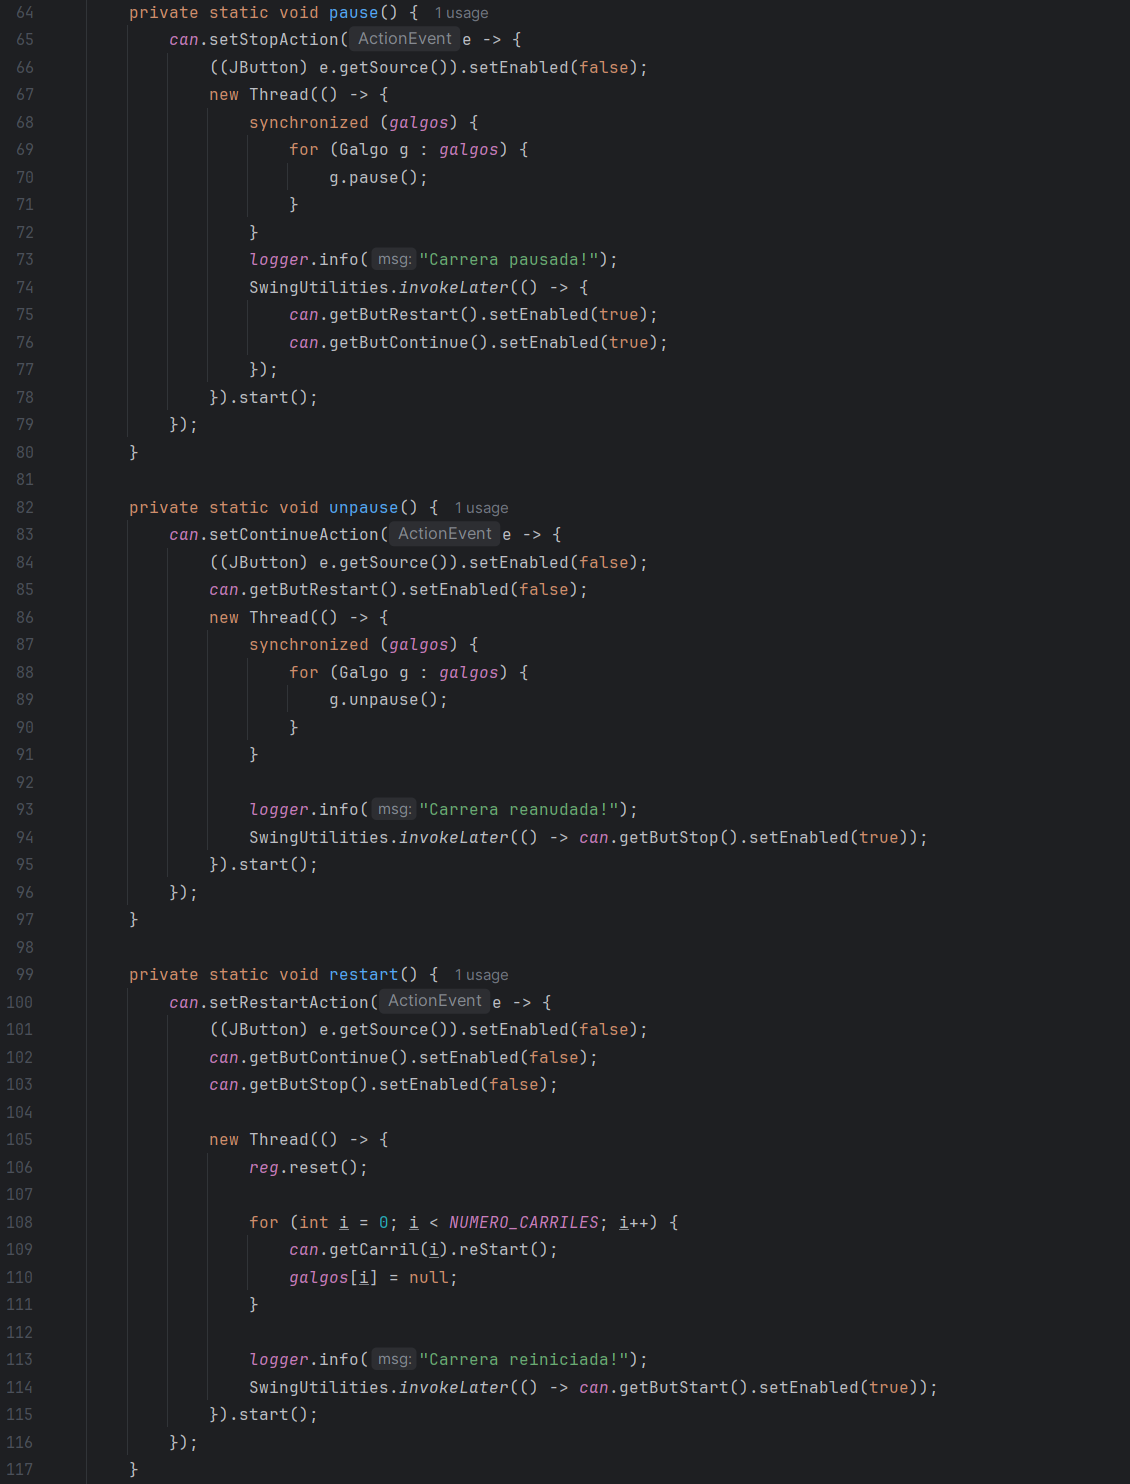 64 private static void pause() { 1 usage
65 can.setStopAction( ActionEvent e -> {
66 ((JButton) e.getSource()).setEnabled(false);
67 new Thread(() -> {
68 synchronized (galgos) {
69 for (Galgo g : galgos) {
70 g.pause();
71 }
72 }
73 logger.info( msg: "Carrera pausada!");
74 SwingUtilities.invokeLater(() -> {
75 can.getButRestart().setEnabled(true);
76 can.getButContinue().setEnabled(true);
77 });
78 }).start();
79 });
80 }
81
82 private static void unpause() { 1 usage
83 can.setContinueAction( ActionEvent e -> {
84 ((JButton) e.getSource()).setEnabled(false);
85 can.getButRestart().setEnabled(false);
86 new Thread(() -> {
87 synchronized (galgos) {
88 for (Galgo g : galgos) {
89 g.unpause();
90 }
91 }
92
93 logger.info( msg: "Carrera reanudada!");
94 SwingUtilities.invokeLater(() -> can.getButStop().setEnabled(true));
95 }).start();
96 });
97 }
98
99 private static void restart() { 1 usage
100 can.setRestartAction( ActionEvent e -> {
101 ((JButton) e.getSource()).setEnabled(false);
102 can.getButContinue().setEnabled(false);
103 can.getButStop().setEnabled(false);
104
105 new Thread(() -> {
106 reg.reset();
107
108 for (int i = 0; i < NUMERO_CARRILES; i++) {
109 can.getCarril(i).reStart();
110 galgos[i] = null;
111 }
112
113 logger.info( msg: "Carrera reiniciada!");
114 SwingUtilities.invokeLater(() -> can.getButStart().setEnabled(true));
115 }).start();
116 });
117 }